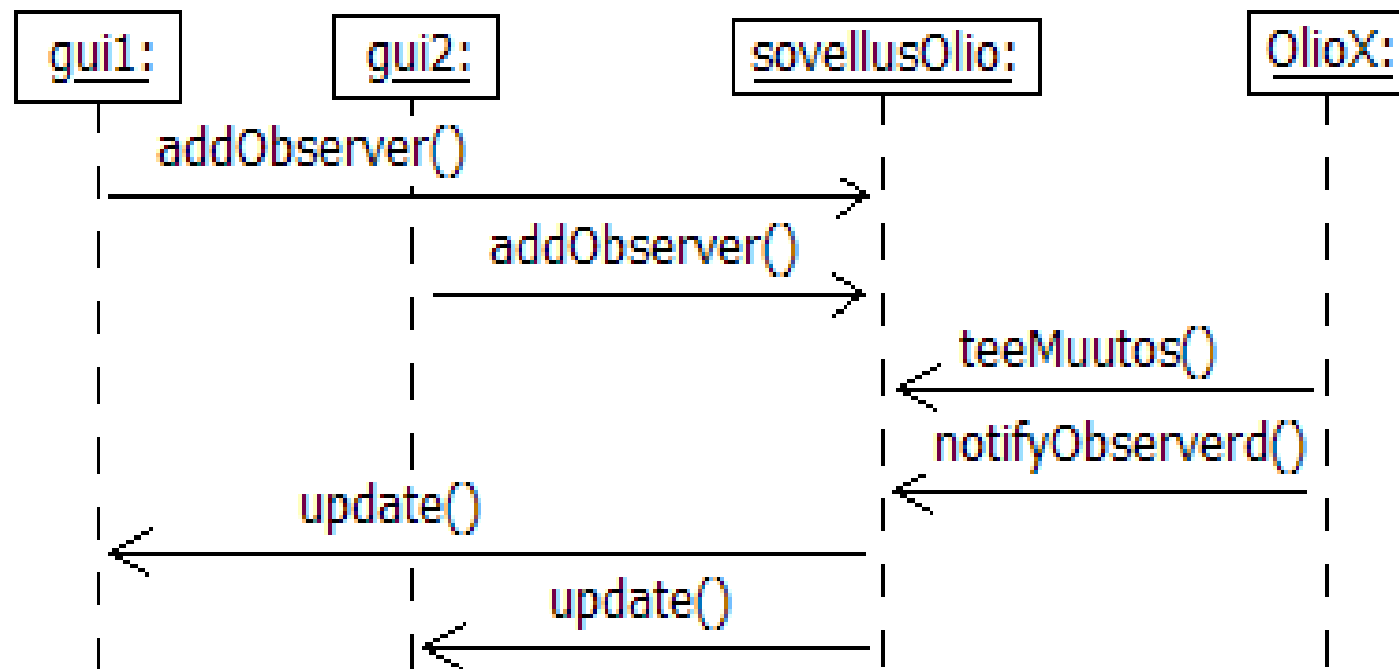 gui1:
gui2:
sovellusOlio:
OlioX:
addObserver()
addObserver()
teeMuutos()
notifyObserverd()
update()
update()